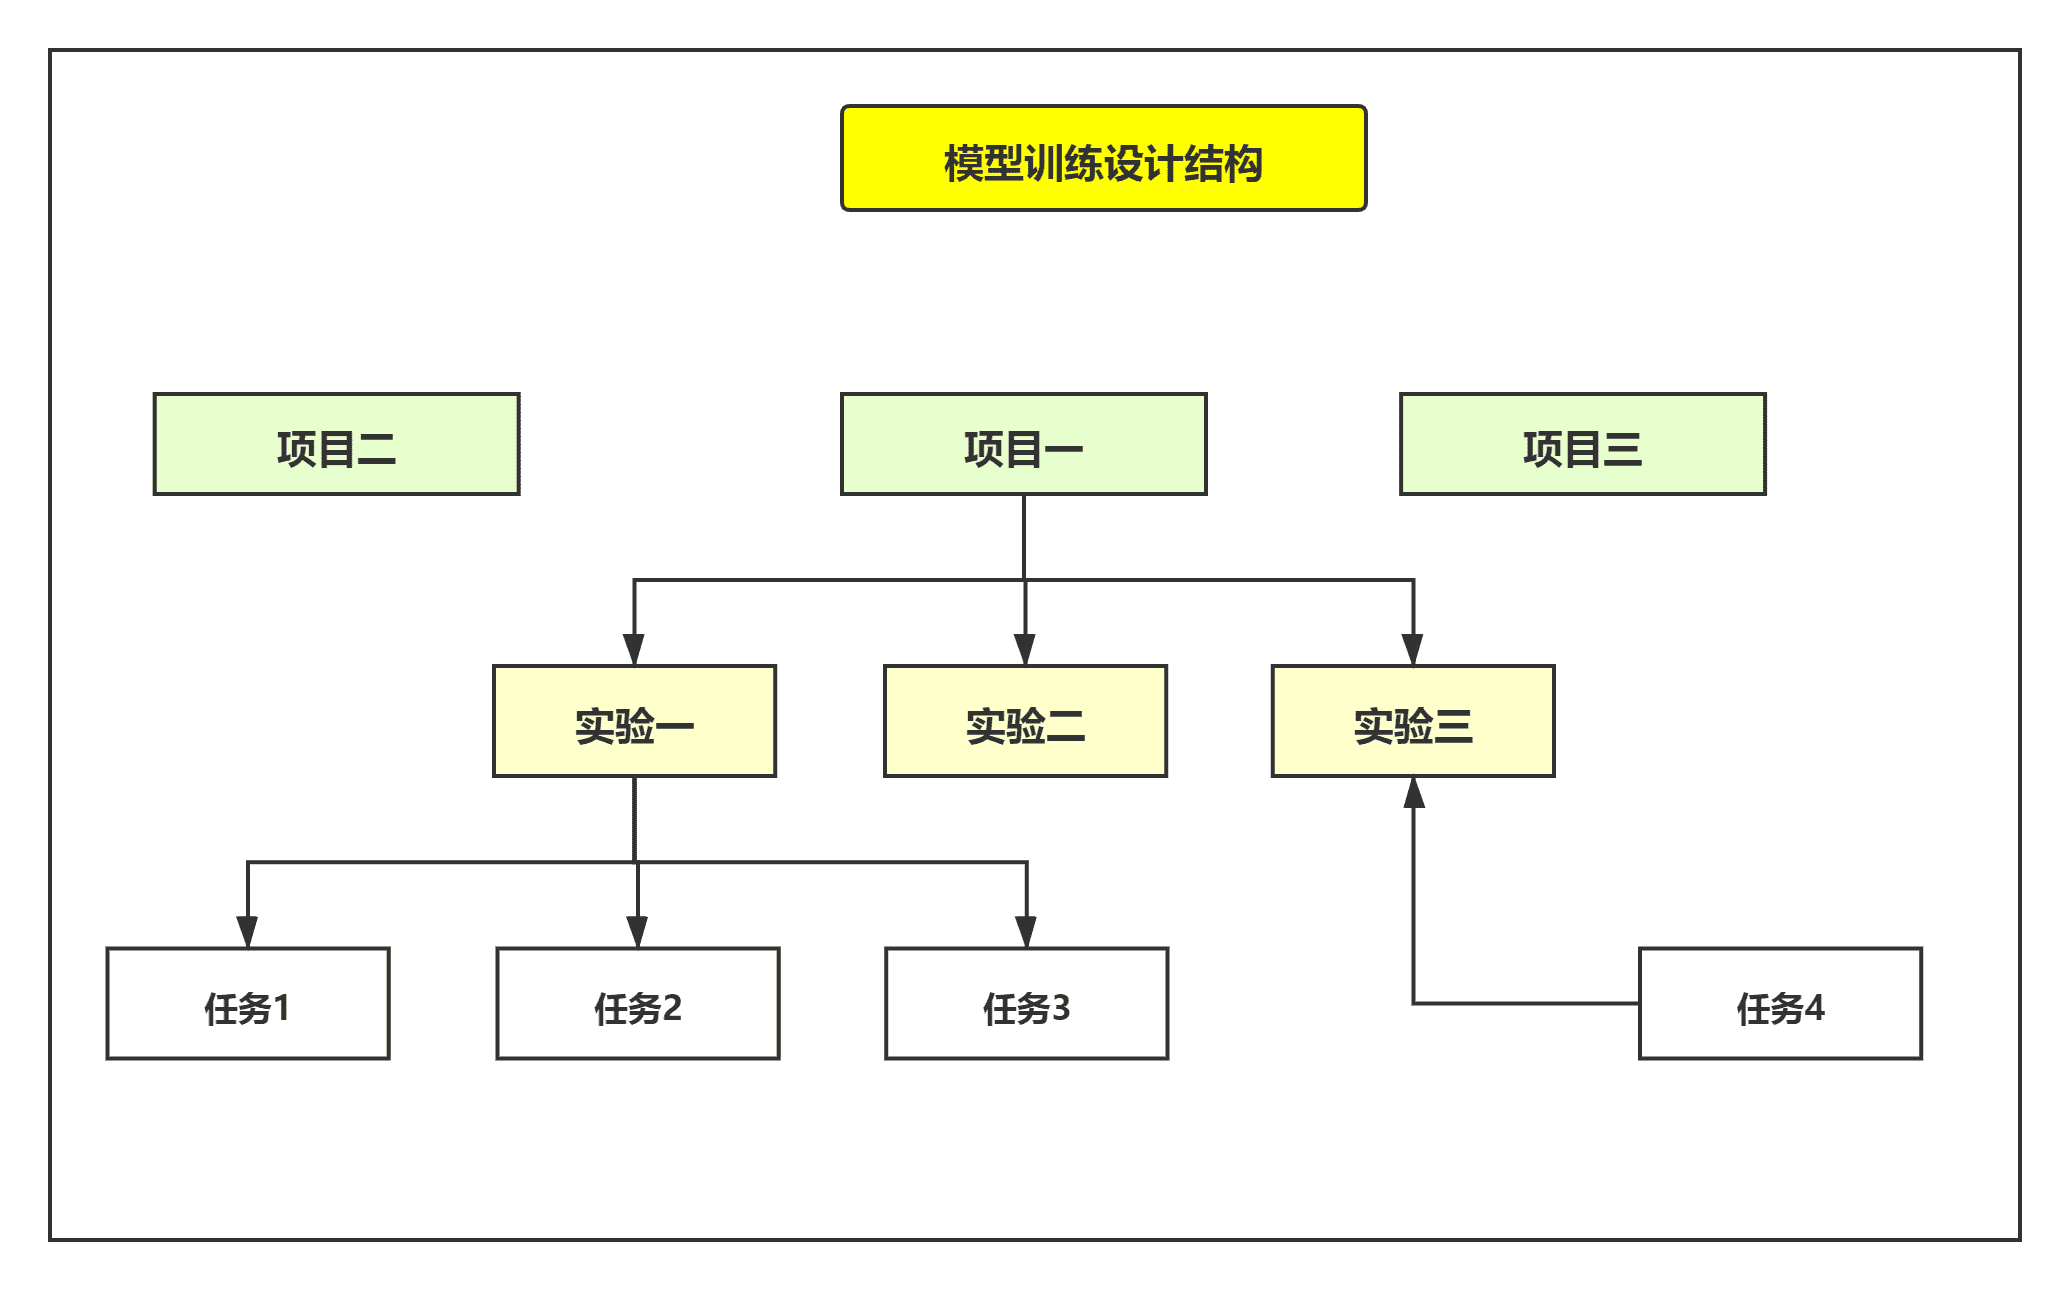 模型训练设计结构
项目二
项目一
项目三
实验一
实验二
实验三
任务1
任务2
任务3
任务4